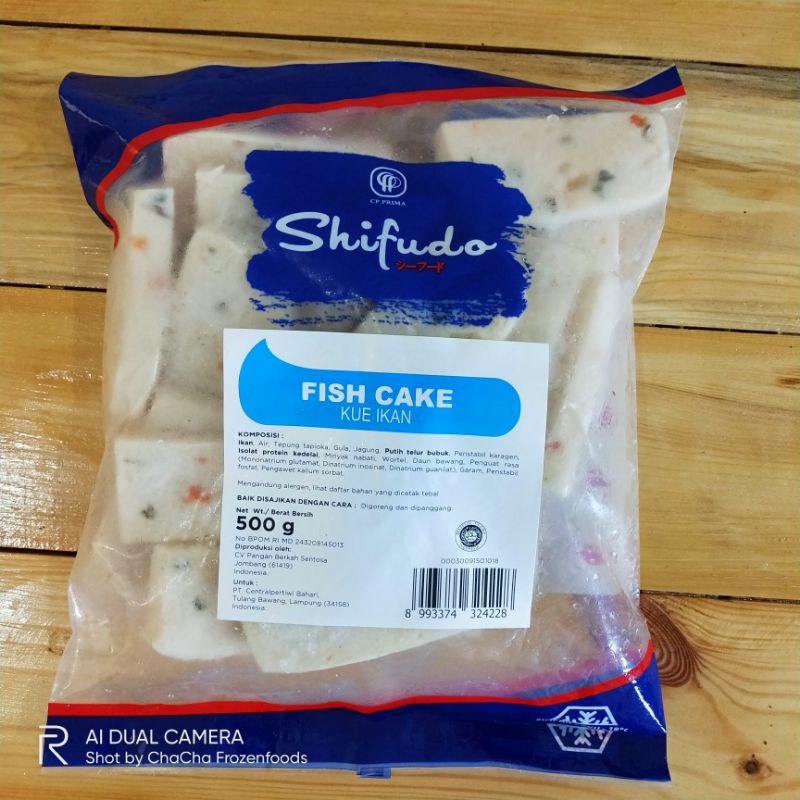 CP PRIMA
Shifudo
シーフード
FISH CAKE
KUE IKAN
KOMPOSISI :
Ikan, Air, Tepung tapioka, Gula, Jagung, Putih telur bubuk, Penstabil karagen,
Isolat protein kedelai, Minyak nabati, Wortel, Daun bawang, Penguat rasa
(Mononatrium glutamat, Dinatrium inosinat, Dinatrium guanilat), Garam, Penstabil
fosfat, Pengawet kalium sorbat.
Mengandung alergen, lihat daftar bahan yang dicetak tebal
BAIK DISAJIKAN DENGAN CARA : Digoreng dan dipanggang.
Net Wt./ Berat Bersih
500 g
No BPOM RI MD 243208145013
Diproduksi oleh:
CV Pangan Berkah Sentosa
Jombang (61419)
Indonesia.
Untuk :
PT. Centralpertiwi Bahari,
Tulang Bawang, Lampung (34158)
Indonesia.
00030091501018
8 993374 324228
AI DUAL CAMERA
Shot by ChaCha Frozenfoods